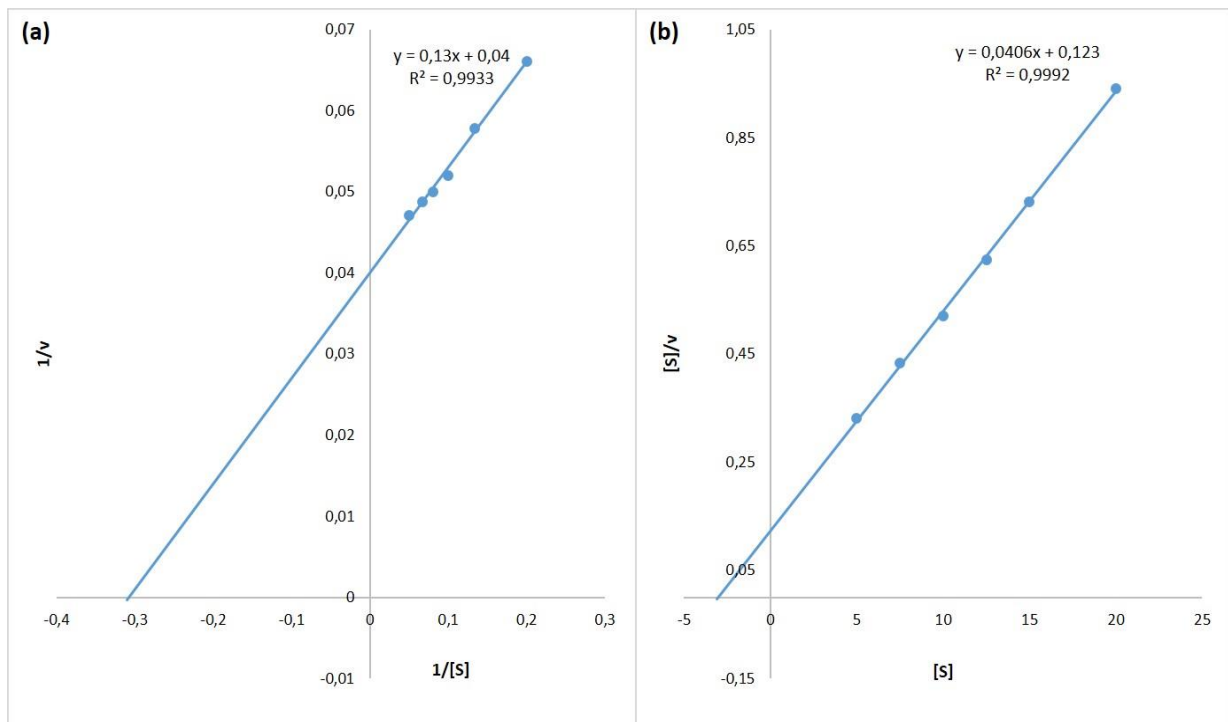 (a)
0,07
y = 0,13x + 0,04
R² = 0,9933
0,06
0,05
0,04
1/v
0,03
0,02
0,01
0
-0,4 -0,3 -0,2 -0,1 0 0,1 0,2 0,3
1/[S]
-0,01
(b)
1,05
y = 0,0406x + 0,123
R² = 0,9992
0,85
0,65
[S]/v
0,45
0,25
0,05
-5 0 5 10 15 20 25
[S]
-0,15